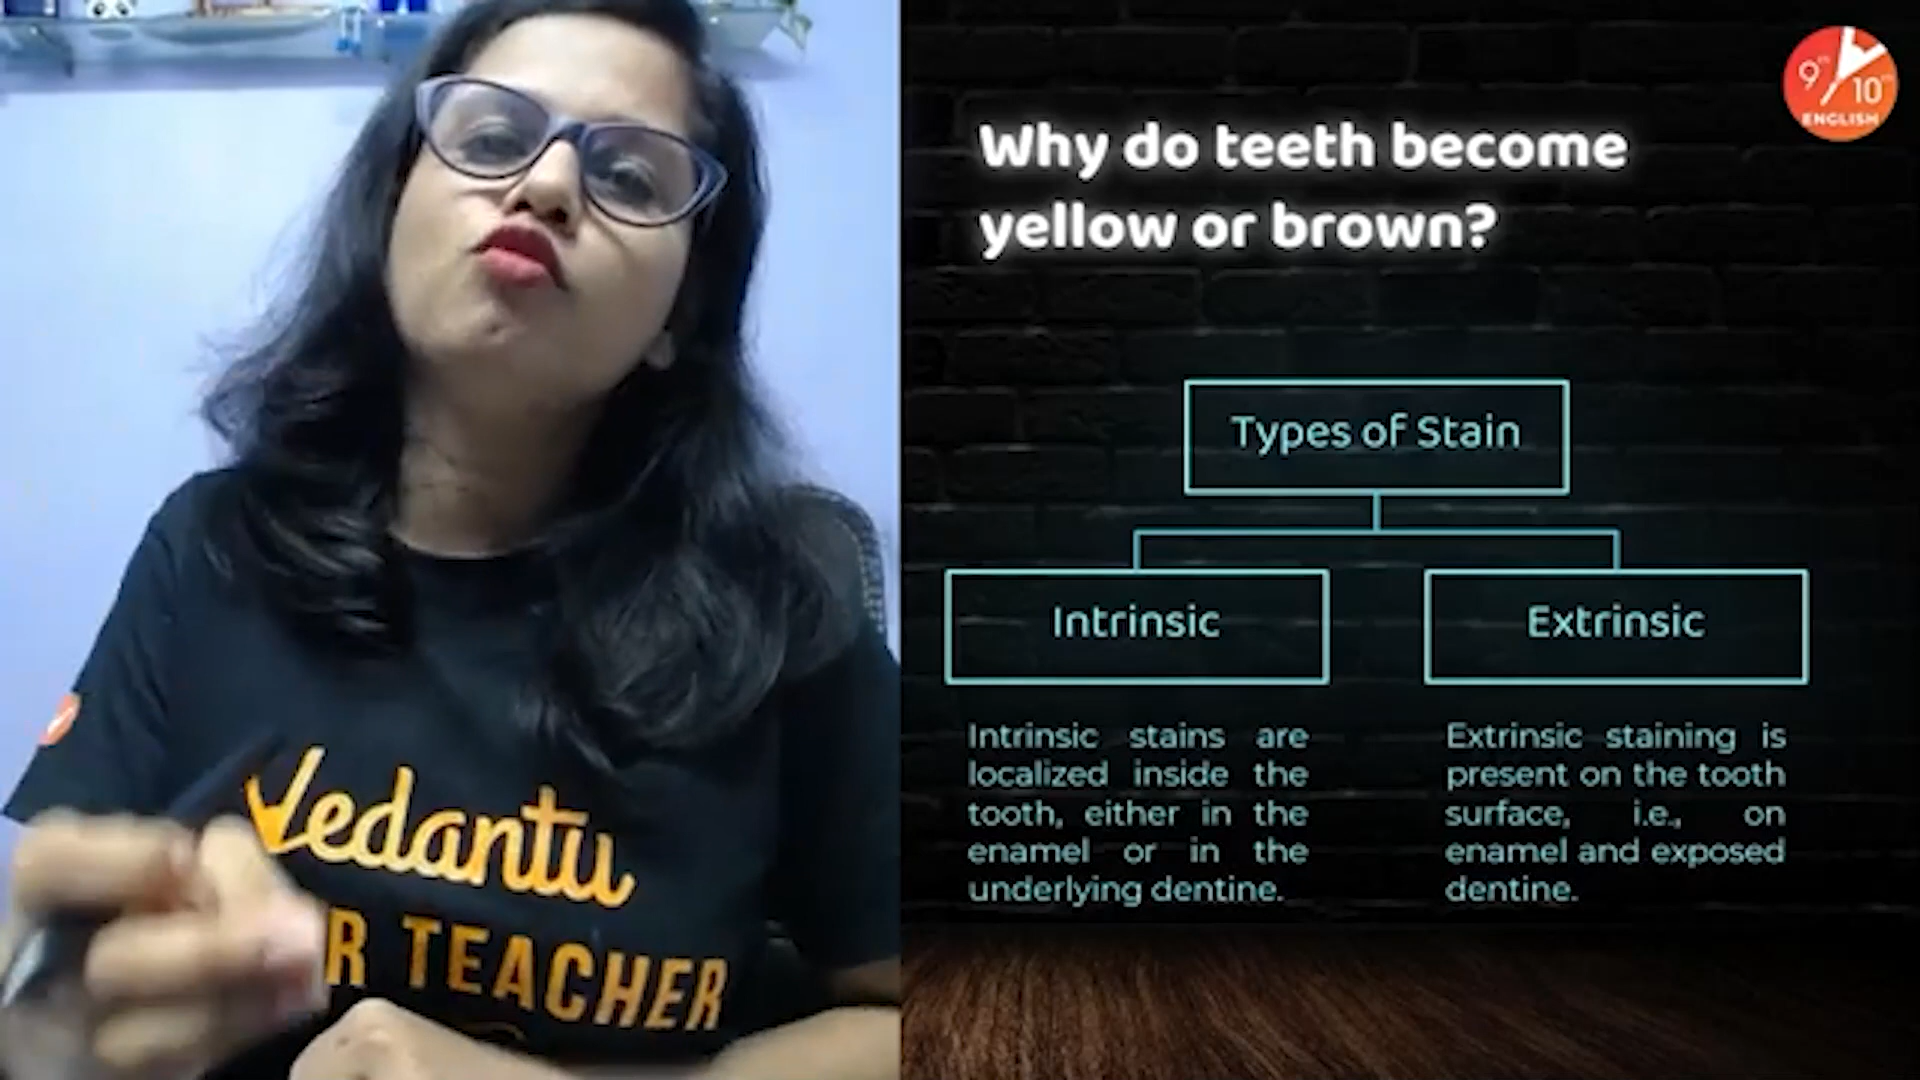 Vedantu
R TEACHER
9th
10th
ENGLISH
Why do teeth become
yellow or brown?
Types of Stain
Intrinsic
Extrinsic
Intrinsic stains are
localized inside the
tooth, either in the
enamel or in the
underlying dentine.
Extrinsic staining is
present on the tooth
surface, i.e., on
enamel and exposed
dentine.